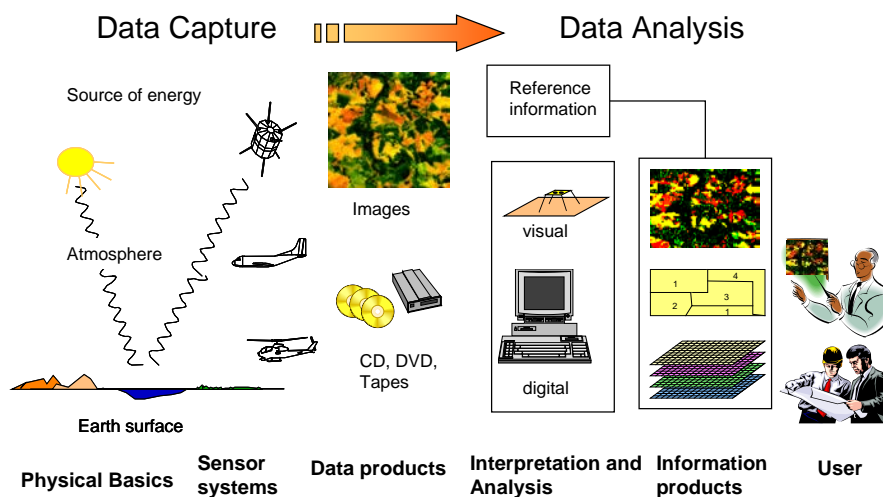 Data Capture
Data Analysis
Source of energy
Reference
information
Images
visual
Atmosphere
1
4
3
2
1
CD, DVD,
Tapes
digital
Earth surface
Physical Basics
Sensor
systems
Data products
Interpretation and
Analysis
Information
products
User